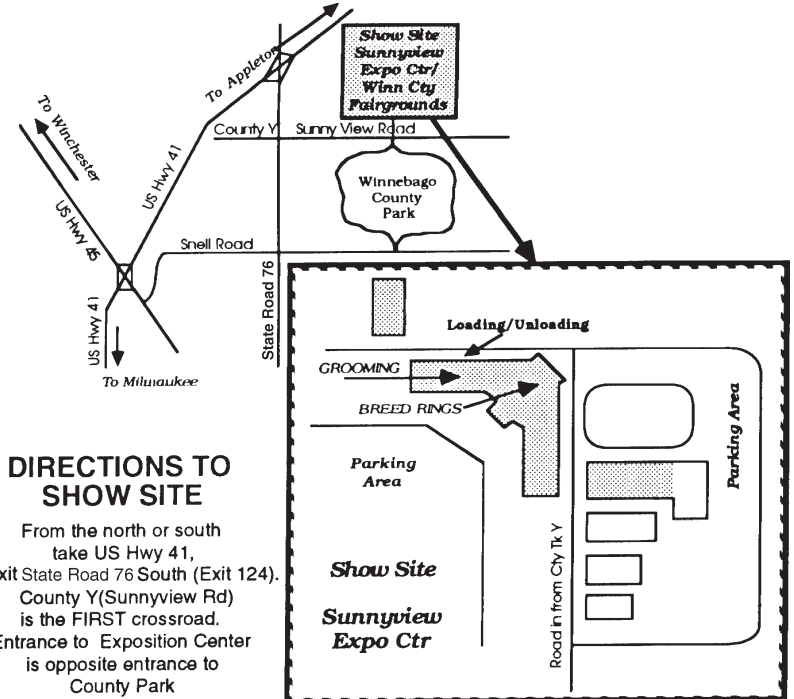 To Appleton
Show Site
Sunnyview
Expo Ctr/
Winn Cty
Fairgrounds
To Winchester
US Hwy 41
County Y Sunny View Road
Winnebago
County
Park
US Hwy 45
Snell Road
State Road 76
US Hwy 41
To Milwaukee
Loading/Unloading
GROOMING
BREED RINGS
Parking
Area
Parking Area
Show Site
Sunnyview
Expo Ctr
Road in from Cty Tk Y
DIRECTIONS TO
SHOW SITE
From the north or south
take US Hwy 41,
xit State Road 76 South (Exit 124).
County Y(Sunnyview Rd)
is the FIRST crossroad.
Entrance to Exposition Center
is opposite entrance to
County Park